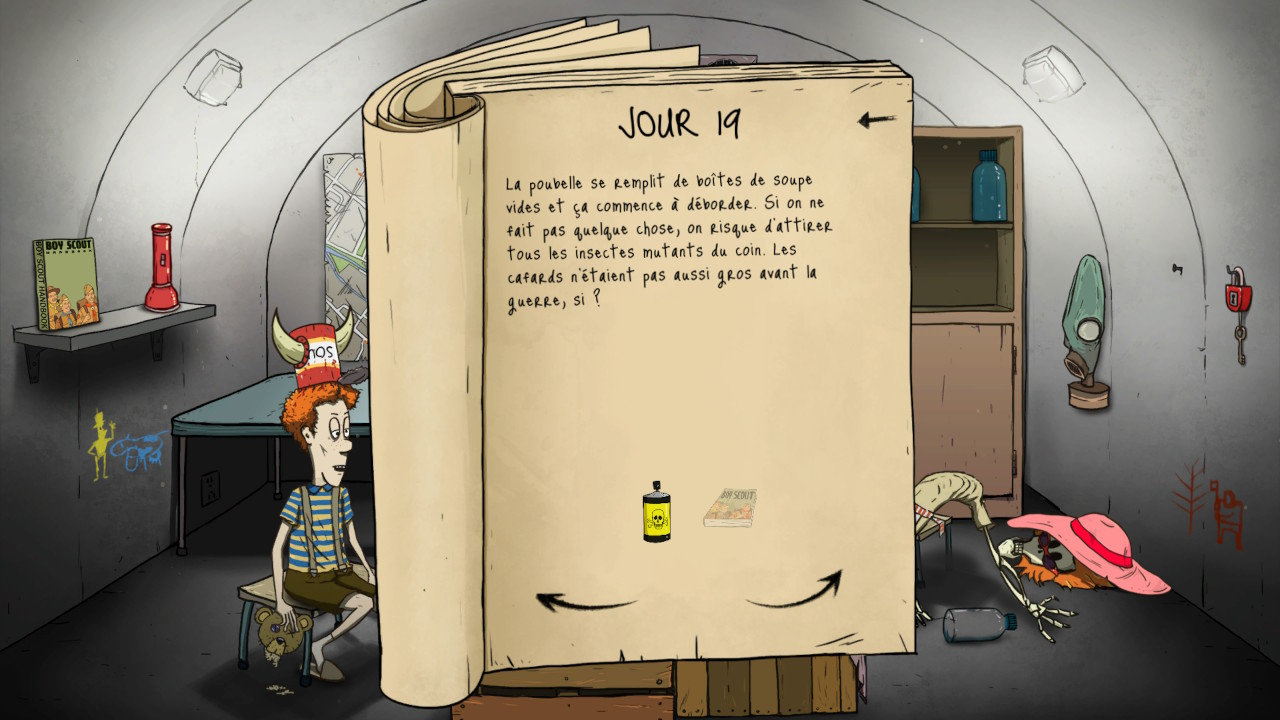 JOUR 19
La poubelle se remplit de boîtes de soupe
vides et ça commence à déborder. Si on ne
fait pas quelque chose, on risque d'attirer
tous les insectes mutants du coin. Les
cafards n'étaient pas aussi gros avant la
guerre, si ?
BOY SCOUT
BOY SCOUT HANDBOOK
BOY SCOUT